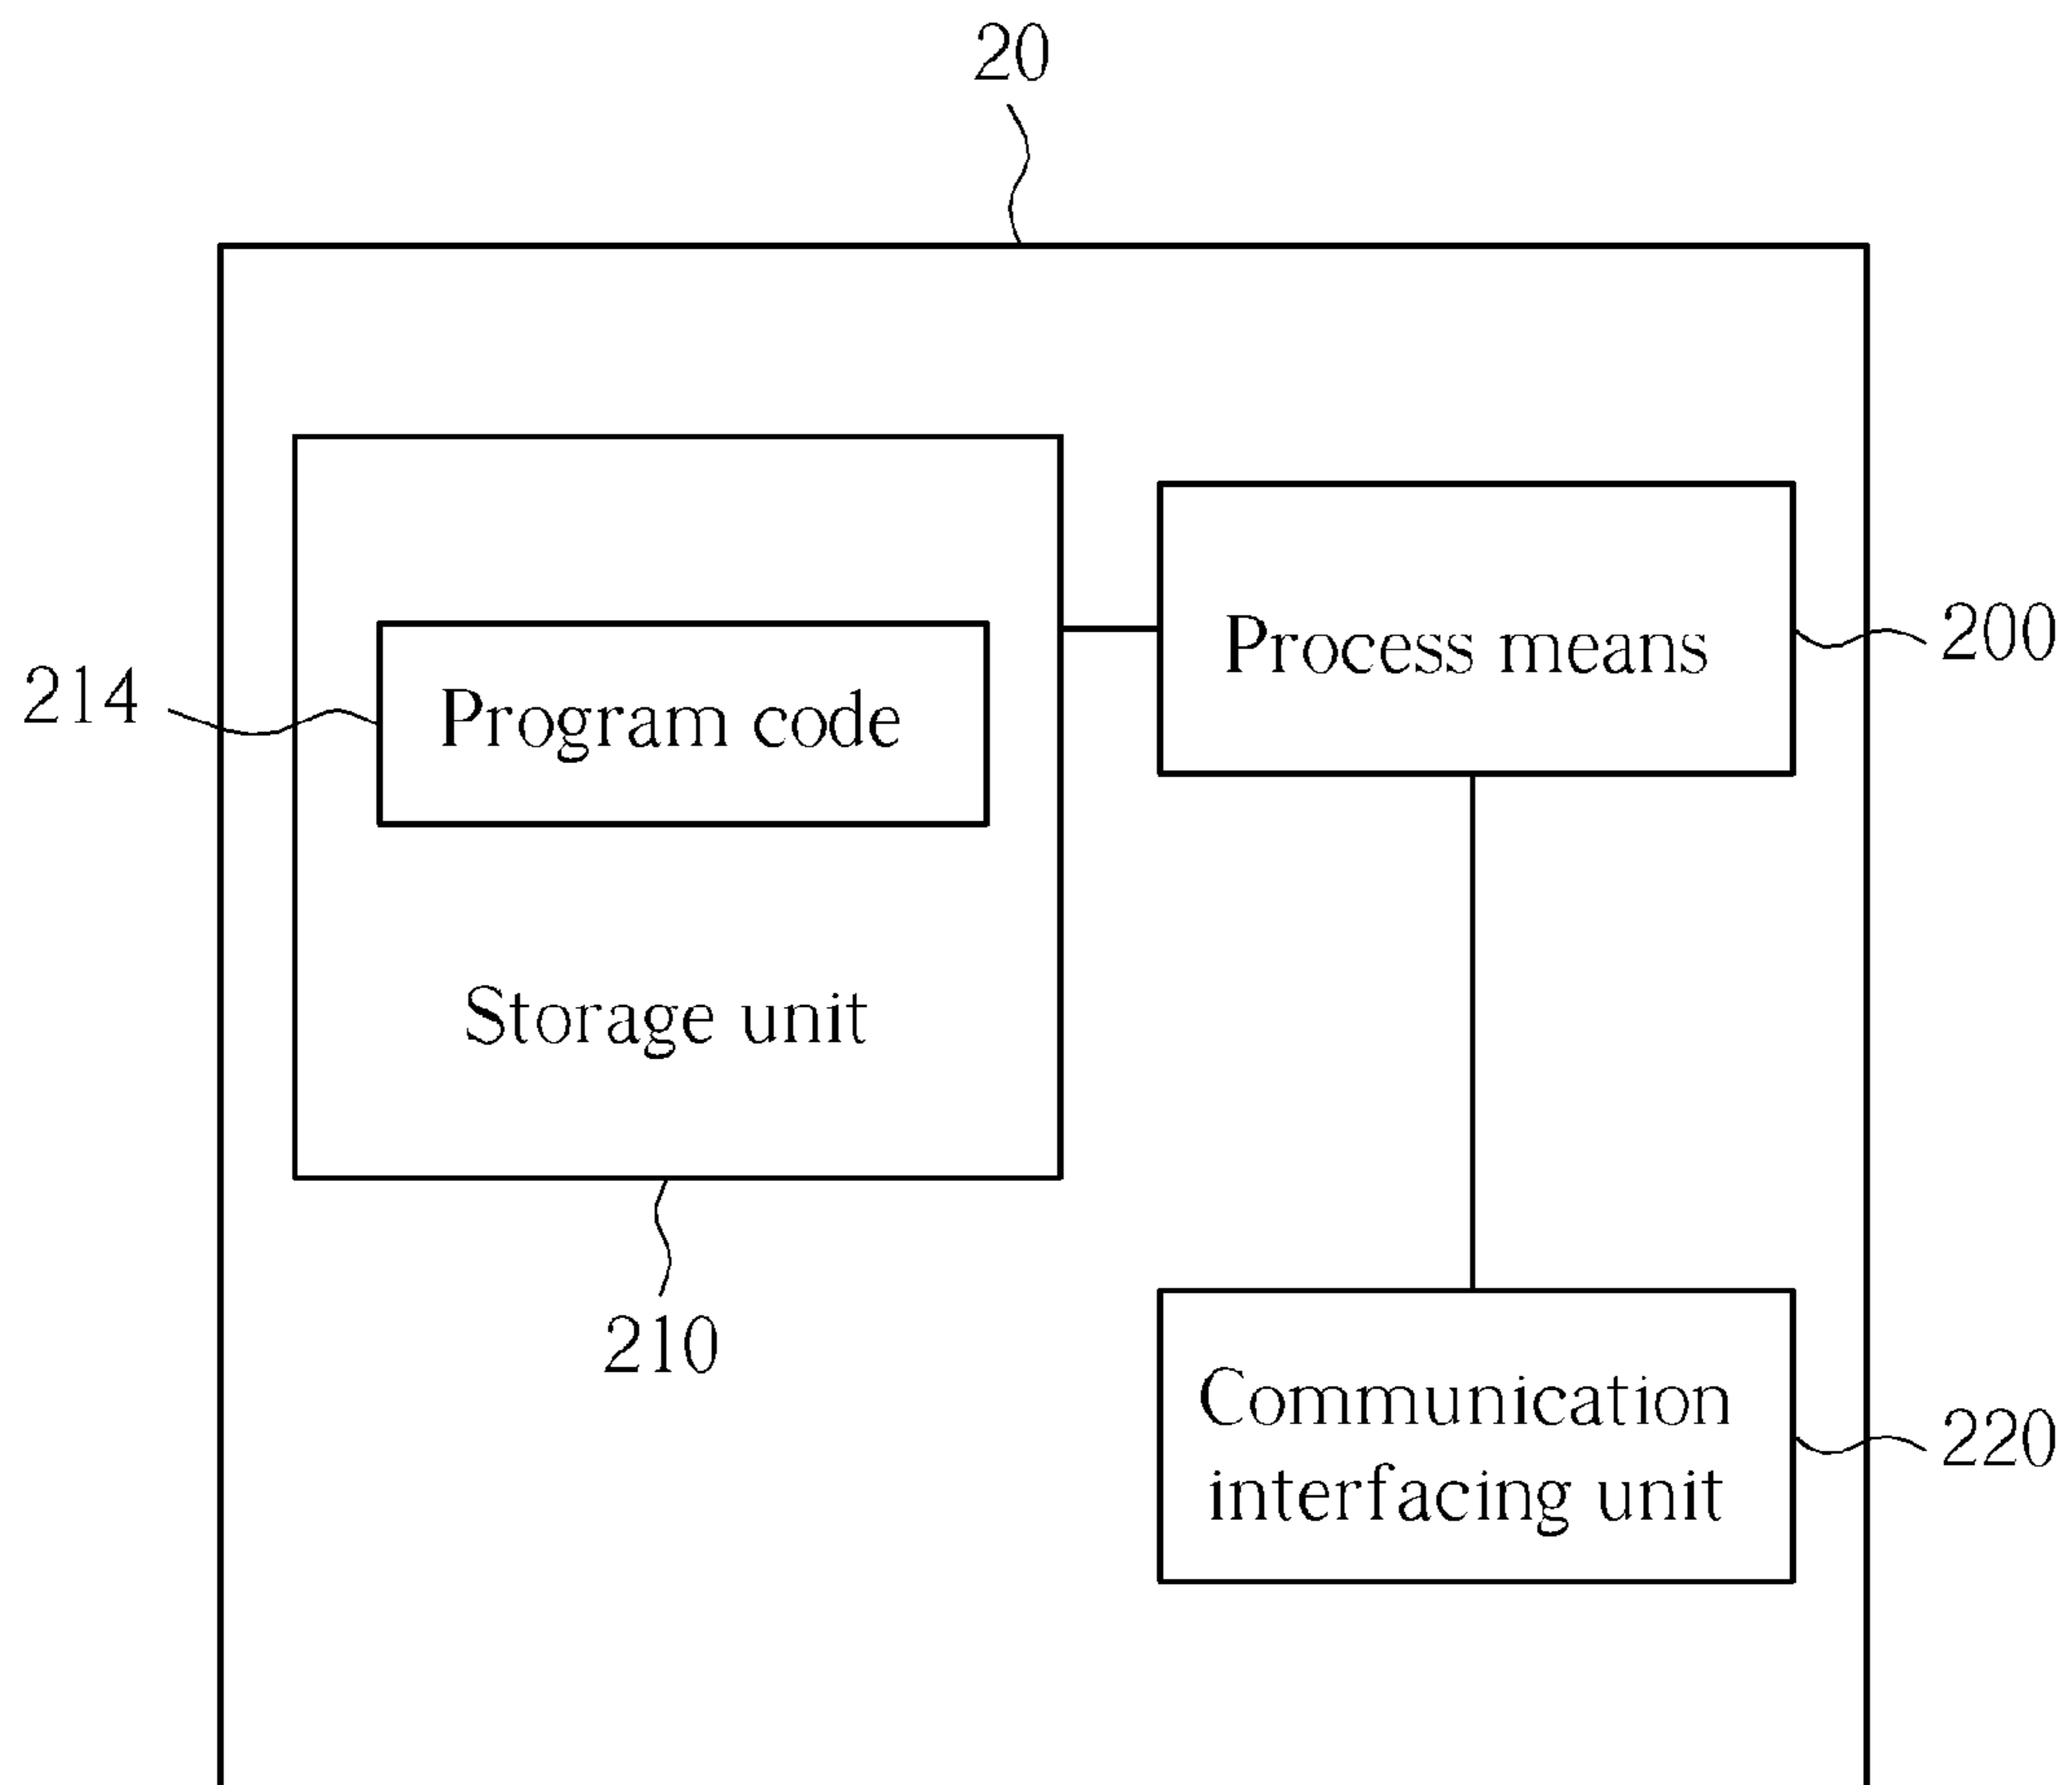 20
Process means
200
214
Program code
Storage unit
210
Communication
interfacing unit
220